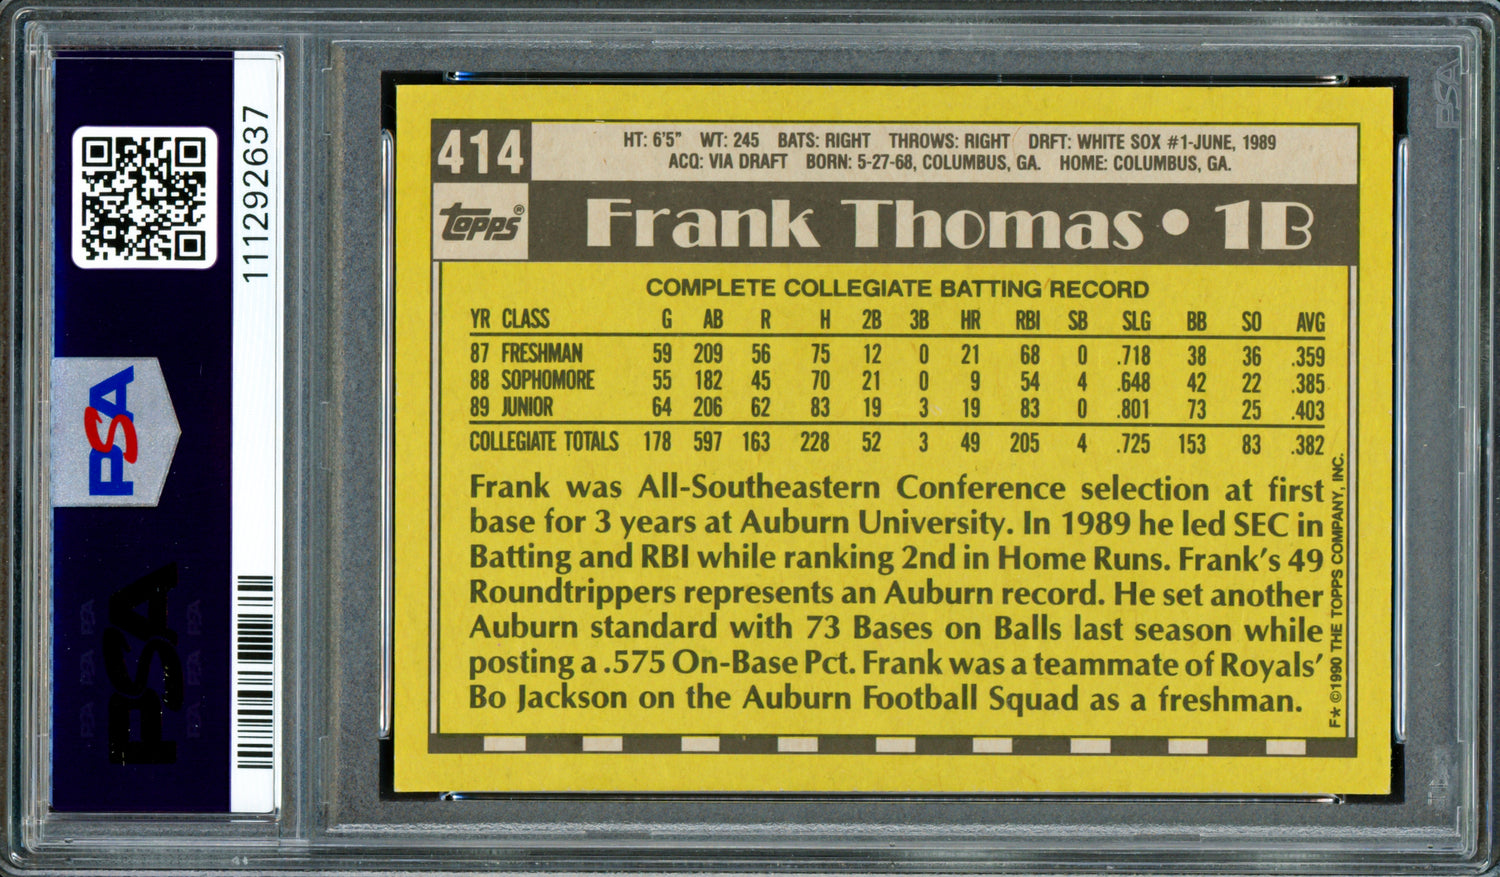 PSA
111292637
PSA
414
HT: 6'5" WT: 245 BATS: RIGHT THROWS: RIGHT DRFT: WHITE SOX #1-JUNE, 1989
ACQ: VIA DRAFT BORN: 5-27-68, COLUMBUS, GA. HOME: COLUMBUS, GA.
topps®
Frank Thomas • 1B
COMPLETE COLLEGIATE BATTING RECORD
YR CLASS G AB R H 2B 3B HR RBI SB SLG BB SO AVG
87 FRESHMAN 59 209 56 75 12 0 21 68 0 .718 38 36 .359
88 SOPHOMORE 55 182 45 70 21 0 9 54 4 .648 42 22 .385
89 JUNIOR 64 206 62 83 19 3 19 83 0 .801 73 25 .403
COLLEGIATE TOTALS 178 597 163 228 52 3 49 205 4 .725 153 83 .382
Frank was All-Southeastern Conference selection at first
base for 3 years at Auburn University. In 1989 he led SEC in
Batting and RBI while ranking 2nd in Home Runs. Frank's 49
Roundtrippers represents an Auburn record. He set another
Auburn standard with 73 Bases on Balls last season while
posting a .575 On-Base Pct. Frank was a teammate of Royals'
Bo Jackson on the Auburn Football Squad as a freshman.
F* ©1990 THE TOPPS COMPANY, INC.
PSA